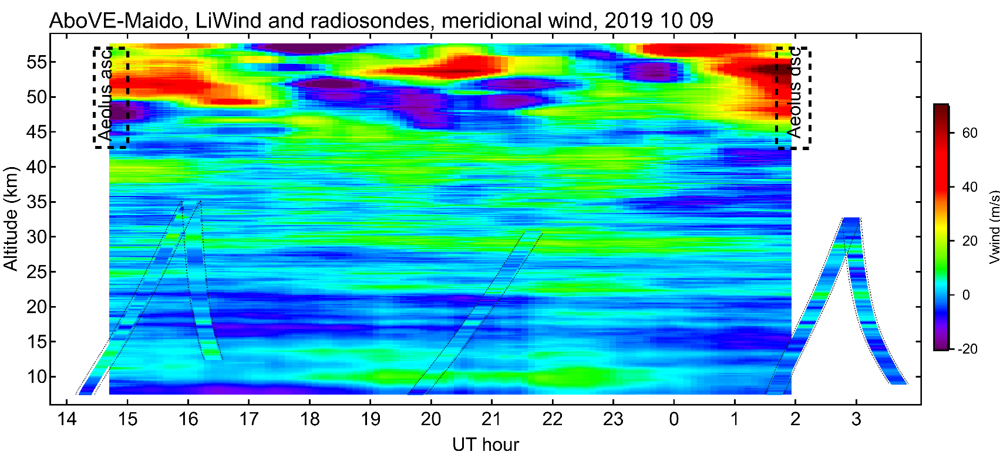 AboVE-Maido, LiWind and radiosondes, meridional wind, 2019 10 09
Altitude (km)
55
50
45
40
35
30
25
20
15
10
Aeolus asc
Aeolus dsc
14 15 16 17 18 19 20 21 22 23 0 1 2 3
UT hour
60
40
20
0
-20
Vwind (m/s)